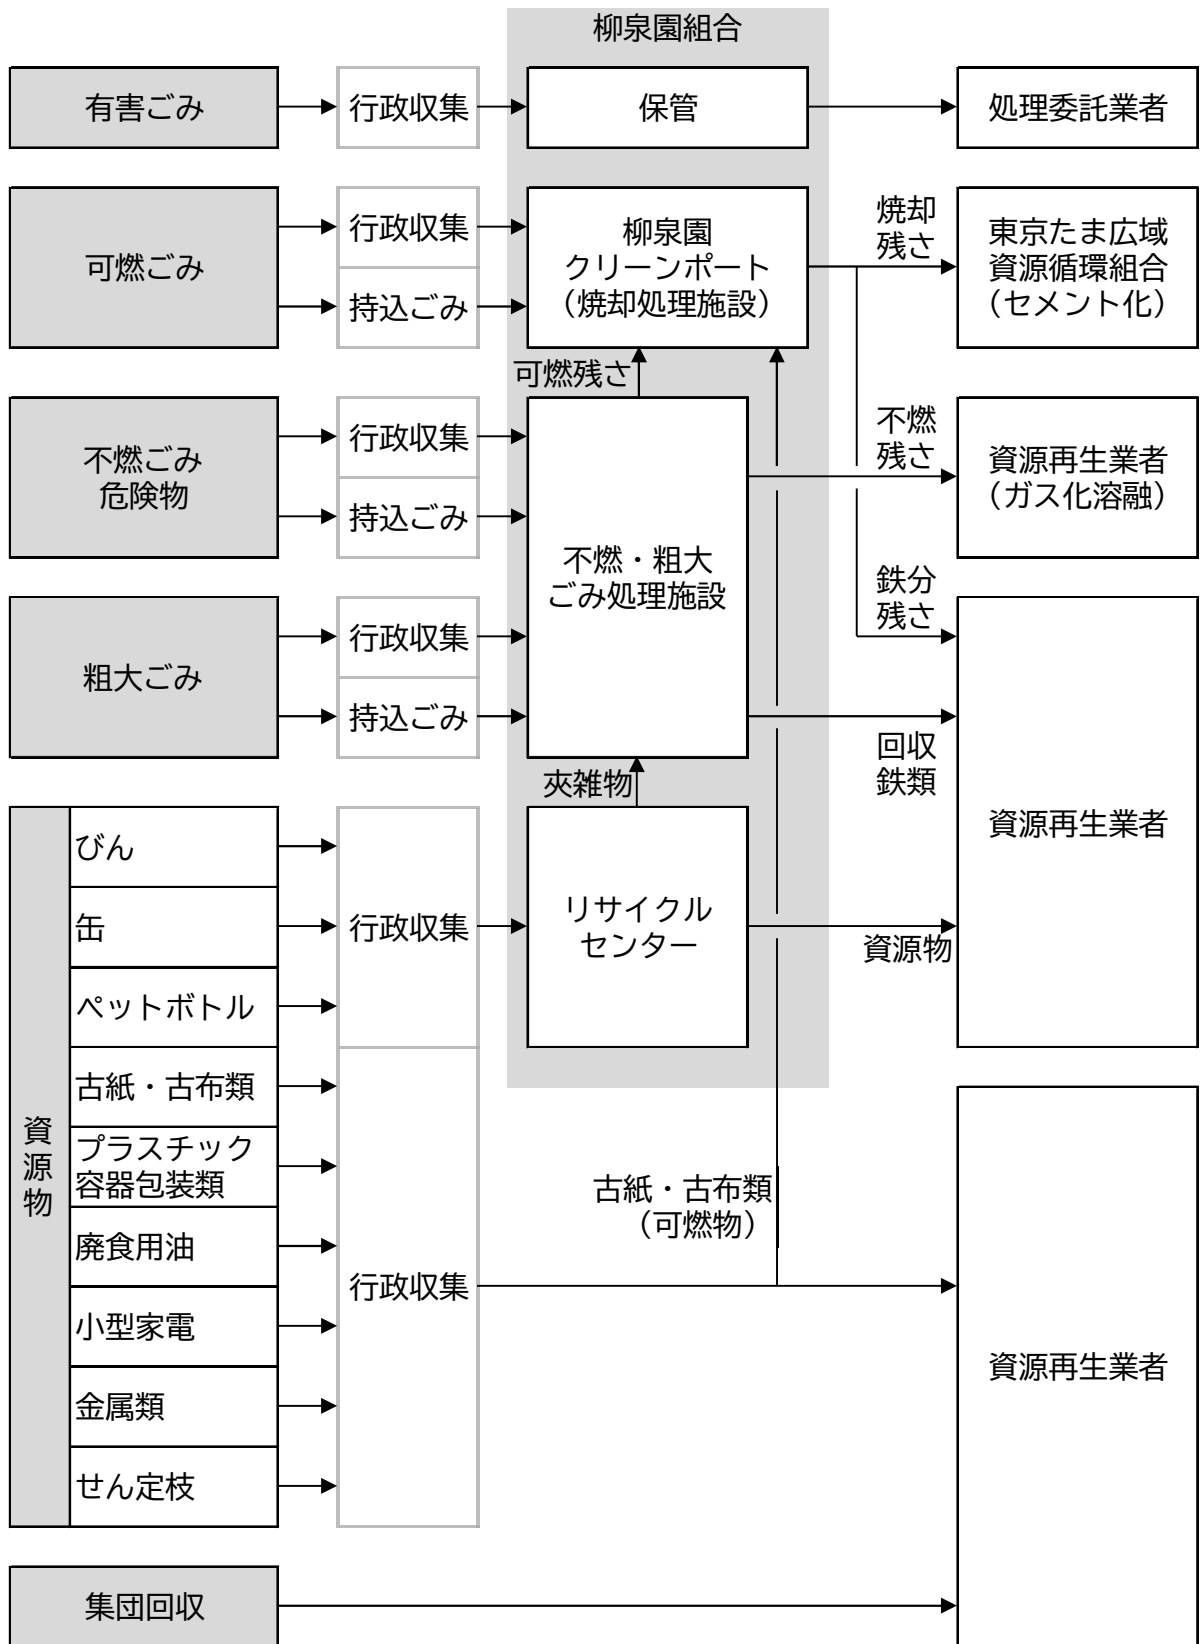 柳泉園組合
有害ごみ
行政収集
保管
処理委託業者
可燃ごみ
行政収集
持込ごみ
柳泉園
クリーンポート
（焼却処理施設）
焼却
残さ
東京たま広域
資源循環組合
（セメント化）
可燃残さ
不燃ごみ
危険物
行政収集
持込ごみ
不燃・粗大
ごみ処理施設
不燃
残さ
資源再生業者
（ガス化溶融）
粗大ごみ
行政収集
持込ごみ
鉄分
残さ
回収
鉄類
資源再生業者
夾雑物
資源物
びん
缶
ペットボトル
行政収集
リサイクル
センター
資源物
古紙・古布類
プラスチック
容器包装類
廃食用油
小型家電
金属類
せん定枝
行政収集
古紙・古布類
（可燃物）
資源再生業者
集団回収